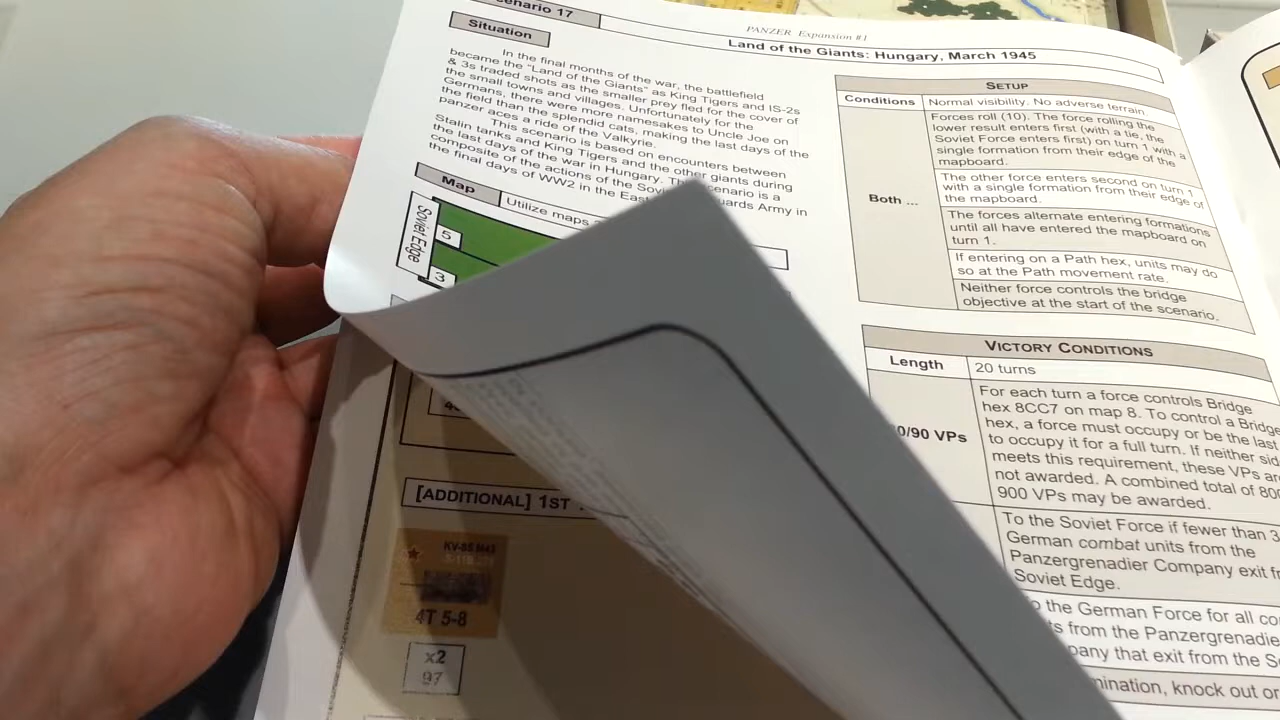 enario 17
PANZER Expansion #1
Land of the Giants: Hungary, March 1945
Situation
In the final months of the war, the battlefield
became the "Land of the Giants" as King Tigers and IS-2s
& 3s traded shots as the smaller prey fled for the cover of
the small towns and villages. Unfortunately for the
Germans, there were more namesakes to Uncle Joe on
the field than the splendid cats, making the last days of the
panzer aces a ride of the Valkyrie.
This scenario is based on encounters between
Stalin tanks and King Tigers and the other giants during
the last days of the war in Hungary. The scenario is a
composite of the actions of the Sovi uards Army in
the final days of WW2 in the East
Map
Utilize maps
Soviet Edge
5
3
[ADDITIONAL] 1ST
KV-85 M43
4T 5-8
x2
97
SETUP
Conditions
Normal visibility. No adverse terrain.
Both ...
Forces roll (10). The force rolling the
lower result enters first (with a tie, the
Soviet Force enters first) on turn 1 with a
single formation from their edge of the
mapboard.
The other force enters second on turn 1
with a single formation from their edge of
the mapboard.
The forces alternate entering formations
until all have entered the mapboard on
turn 1.
If entering on a Path hex, units may do
so at the Path movement rate.
Neither force controls the bridge
objective at the start of the scenario.
VICTORY CONDITIONS
Length
20 turns
0/90 VPs
For each turn a force controls Bridge
hex 8CC7 on map 8. To control a Bridge
hex, a force must occupy or be the last
to occupy it for a full turn. If neither sid
meets this requirement, these VPs are
not awarded. A combined total of 80
900 VPs may be awarded.
To the Soviet Force if fewer than 3
German combat units from the
Panzergrenadier Company exit fr
Soviet Edge.
o the German Force for all co
ts from the Panzergrenadie
pany that exit from the S
mination, knock out or